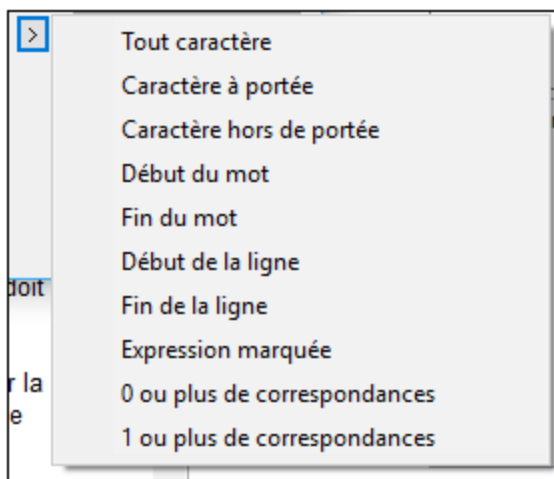 >
Tout caractère
Caractère à portée
Caractère hors de portée
Début du mot
Fin du mot
Début de la ligne
Fin de la ligne
Expression marquée
0 ou plus de correspondances
1 ou plus de correspondances
doit
r la
e